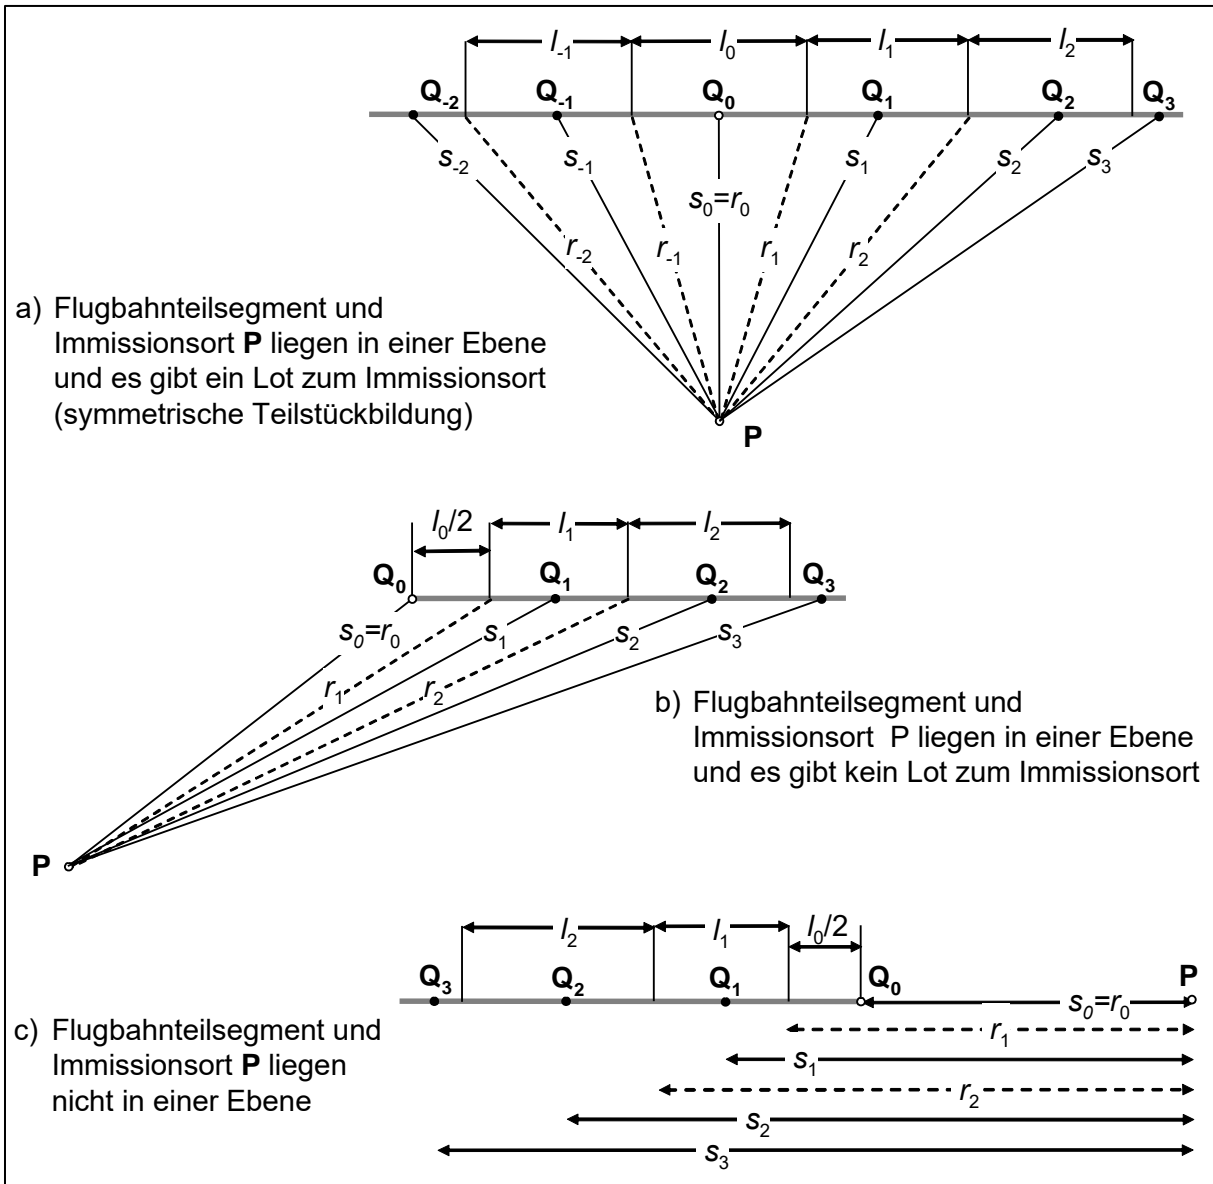 l₋₁ l₀ l₁ l₂
Q₋₂ Q₋₁ Q₀ Q₁ Q₂ Q₃
s₋₂ s₋₁ s₁ s₂ s₃
s₀=r₀
r₋₂ r₋₁ r₁ r₂
a) Flugbahnteilsegment und
Immissionsort P liegen in einer Ebene
und es gibt ein Lot zum Immissionsort
(symmetrische Teilstückbildung)
P
l₀/2 l₁ l₂
Q₀ Q₁ Q₂ Q₃
s₀=r₀ s₁ s₂ s₃
r₁ r₂
b) Flugbahnteilsegment und
Immissionsort P liegen in einer Ebene
und es gibt kein Lot zum Immissionsort
P
l₂ l₁ l₀/2
Q₃ Q₂ Q₁ Q₀ P
s₀=r₀
c) Flugbahnteilsegment und
Immissionsort P liegen
nicht in einer Ebene
r₁
s₁
r₂
s₂
s₃